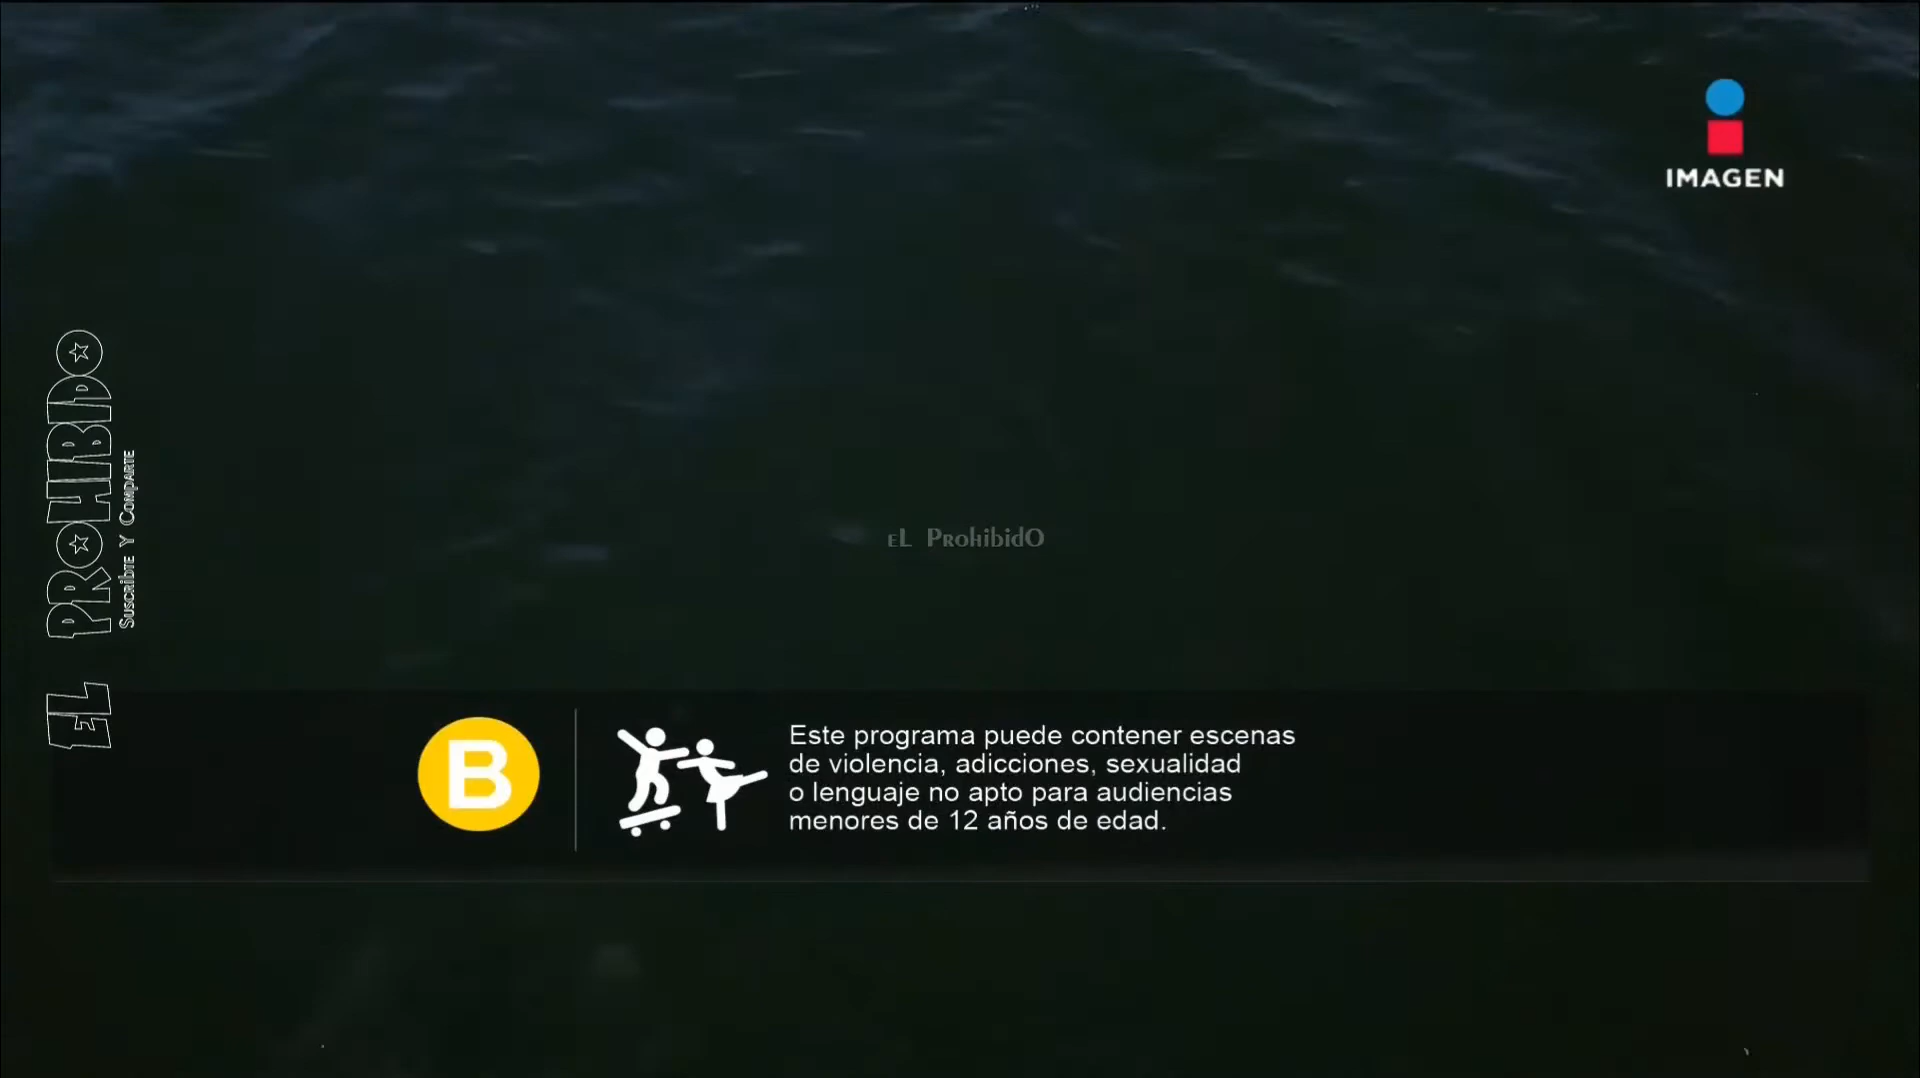 IMAGEN
EL PROHIBIDO
Suscribte Y Comparte
eL ProhibidO
B
Este programa puede contener escenas
de violencia, adicciones, sexualidad
o lenguaje no apto para audiencias
menores de 12 años de edad.